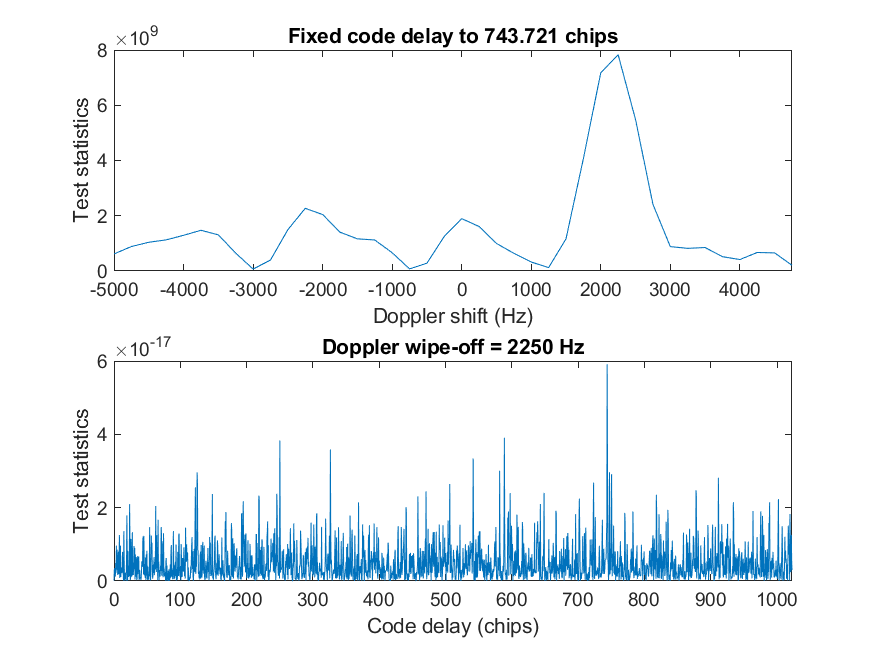 ×10^9
Fixed code delay to 743.721 chips
8
6
4
2
0
Test statistics
-5000 -4000 -3000 -2000 -1000 0 1000 2000 3000 4000
Doppler shift (Hz)
×10^-17
Doppler wipe-off = 2250 Hz
6
4
2
0
Test statistics
0 100 200 300 400 500 600 700 800 900 1000
Code delay (chips)